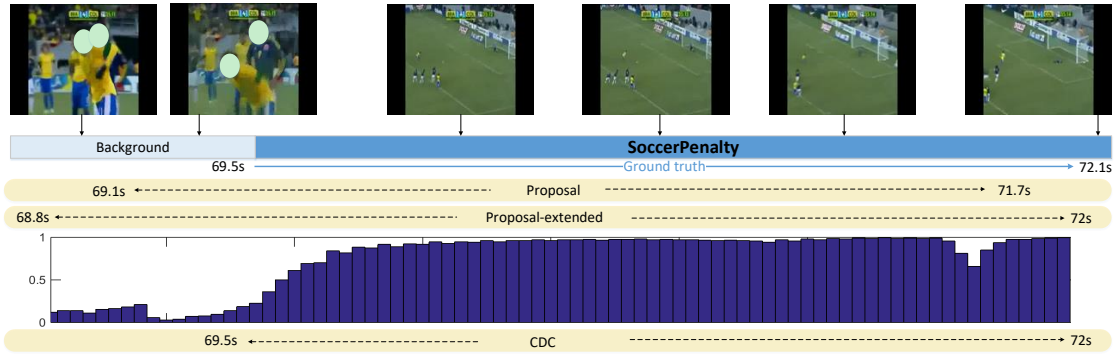 Background
SoccerPenalty
69.5s Ground truth 72.1s
69.1s Proposal 71.7s
68.8s Proposal-extended 72s
1
0.5
0
69.5s CDC 72s